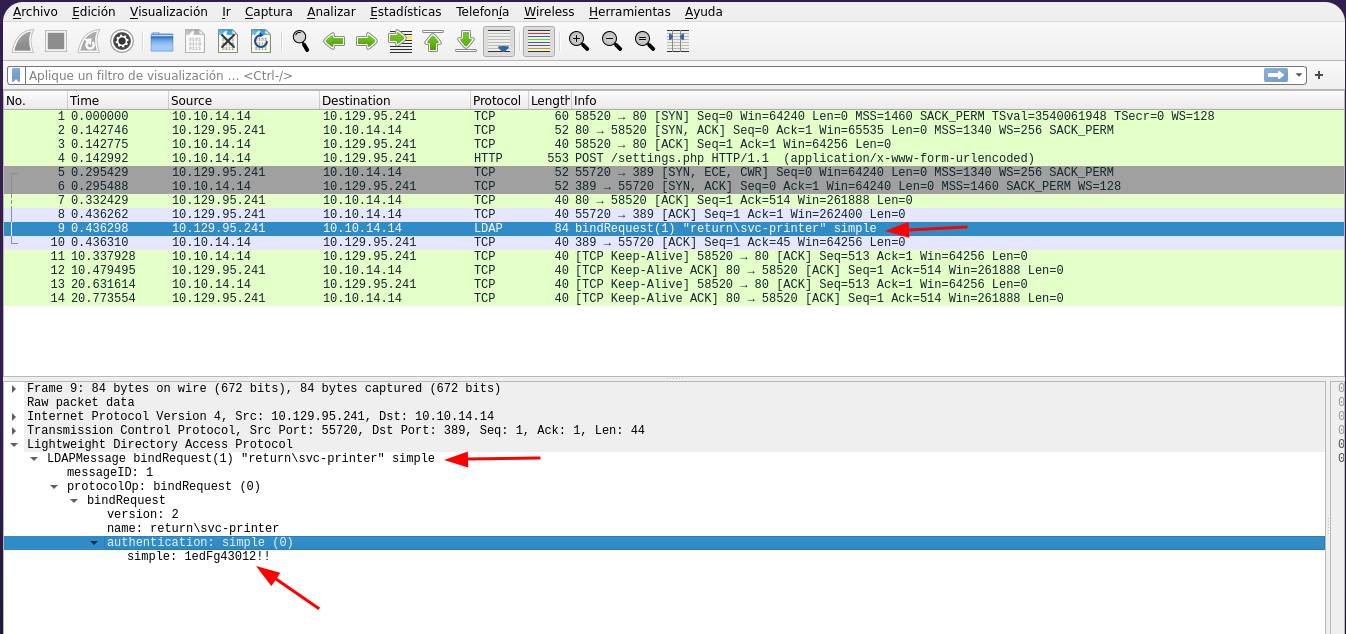 Archivo Edición Visualización Ir Captura Analizar Estadísticas Telefonía Wireless Herramientas Ayuda
Aplique un filtro de visualización … <Ctrl-/>
No. Time Source Destination Protocol Length Info
1 0.000000 10.10.14.14 10.129.95.241 TCP 60 58520 → 80 [SYN] Seq=0 Win=64240 Len=0 MSS=1460 SACK_PERM TSval=3540061948 TSecr=0 WS=128
2 0.142746 10.129.95.241 10.10.14.14 TCP 52 80 → 58520 [SYN, ACK] Seq=0 Ack=1 Win=65535 Len=0 MSS=1340 WS=256 SACK_PERM
3 0.142775 10.10.14.14 10.129.95.241 TCP 40 58520 → 80 [ACK] Seq=1 Ack=1 Win=64256 Len=0
4 0.142992 10.10.14.14 10.129.95.241 HTTP 553 POST /settings.php HTTP/1.1 (application/x-www-form-urlencoded)
5 0.295429 10.129.95.241 10.10.14.14 TCP 52 55720 → 389 [SYN, ECE, CWR] Seq=0 Win=64240 Len=0 MSS=1340 WS=256 SACK_PERM
6 0.295488 10.10.14.14 10.129.95.241 TCP 52 389 → 55720 [SYN, ACK] Seq=0 Ack=1 Win=64240 Len=0 MSS=1460 SACK_PERM WS=128
7 0.332429 10.129.95.241 10.10.14.14 TCP 40 80 → 58520 [ACK] Seq=1 Ack=514 Win=261888 Len=0
8 0.436262 10.129.95.241 10.10.14.14 TCP 40 55720 → 389 [ACK] Seq=1 Ack=1 Win=262400 Len=0
9 0.436298 10.129.95.241 10.10.14.14 LDAP 84 bindRequest(1) "return\svc-printer" simple
10 0.436310 10.10.14.14 10.129.95.241 TCP 40 389 → 55720 [ACK] Seq=1 Ack=45 Win=64256 Len=0
11 10.337928 10.10.14.14 10.129.95.241 TCP 40 [TCP Keep-Alive] 58520 → 80 [ACK] Seq=513 Ack=1 Win=64256 Len=0
12 10.479495 10.129.95.241 10.10.14.14 TCP 40 [TCP Keep-Alive ACK] 80 → 58520 [ACK] Seq=1 Ack=514 Win=261888 Len=0
13 20.631614 10.10.14.14 10.129.95.241 TCP 40 [TCP Keep-Alive] 58520 → 80 [ACK] Seq=513 Ack=1 Win=64256 Len=0
14 20.773554 10.129.95.241 10.10.14.14 TCP 40 [TCP Keep-Alive ACK] 80 → 58520 [ACK] Seq=1 Ack=514 Win=261888 Len=0
Frame 9: 84 bytes on wire (672 bits), 84 bytes captured (672 bits)
Raw packet data
Internet Protocol Version 4, Src: 10.129.95.241, Dst: 10.10.14.14
Transmission Control Protocol, Src Port: 55720, Dst Port: 389, Seq: 1, Ack: 1, Len: 44
Lightweight Directory Access Protocol
LDAPMessage bindRequest(1) "return\svc-printer" simple
messageID: 1
protocolOp: bindRequest (0)
bindRequest
version: 2
name: return\svc-printer
authentication: simple (0)
simple: 1edFg43012!!